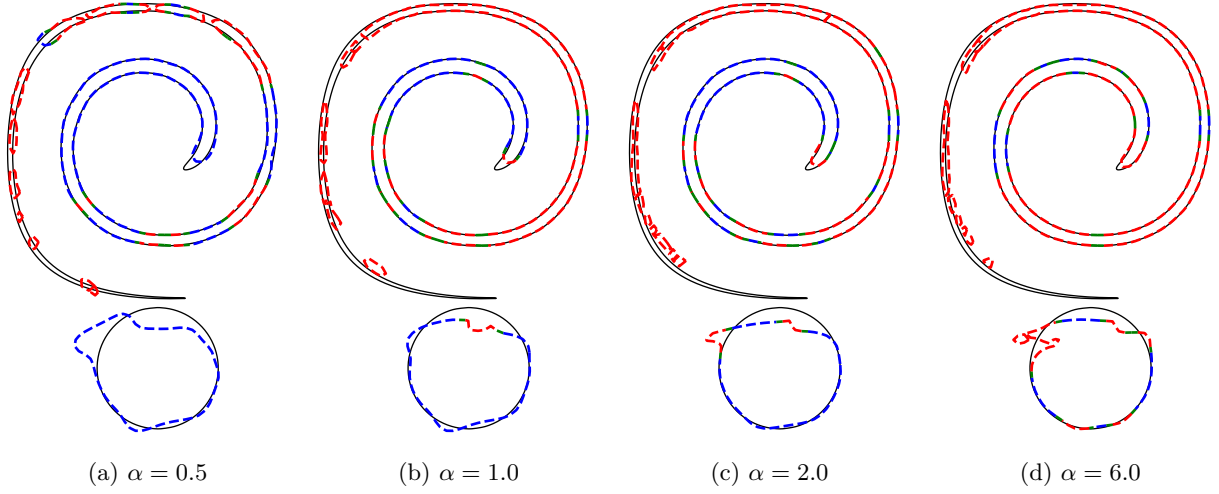 (a) α = 0.5 (b) α = 1.0 (c) α = 2.0 (d) α = 6.0